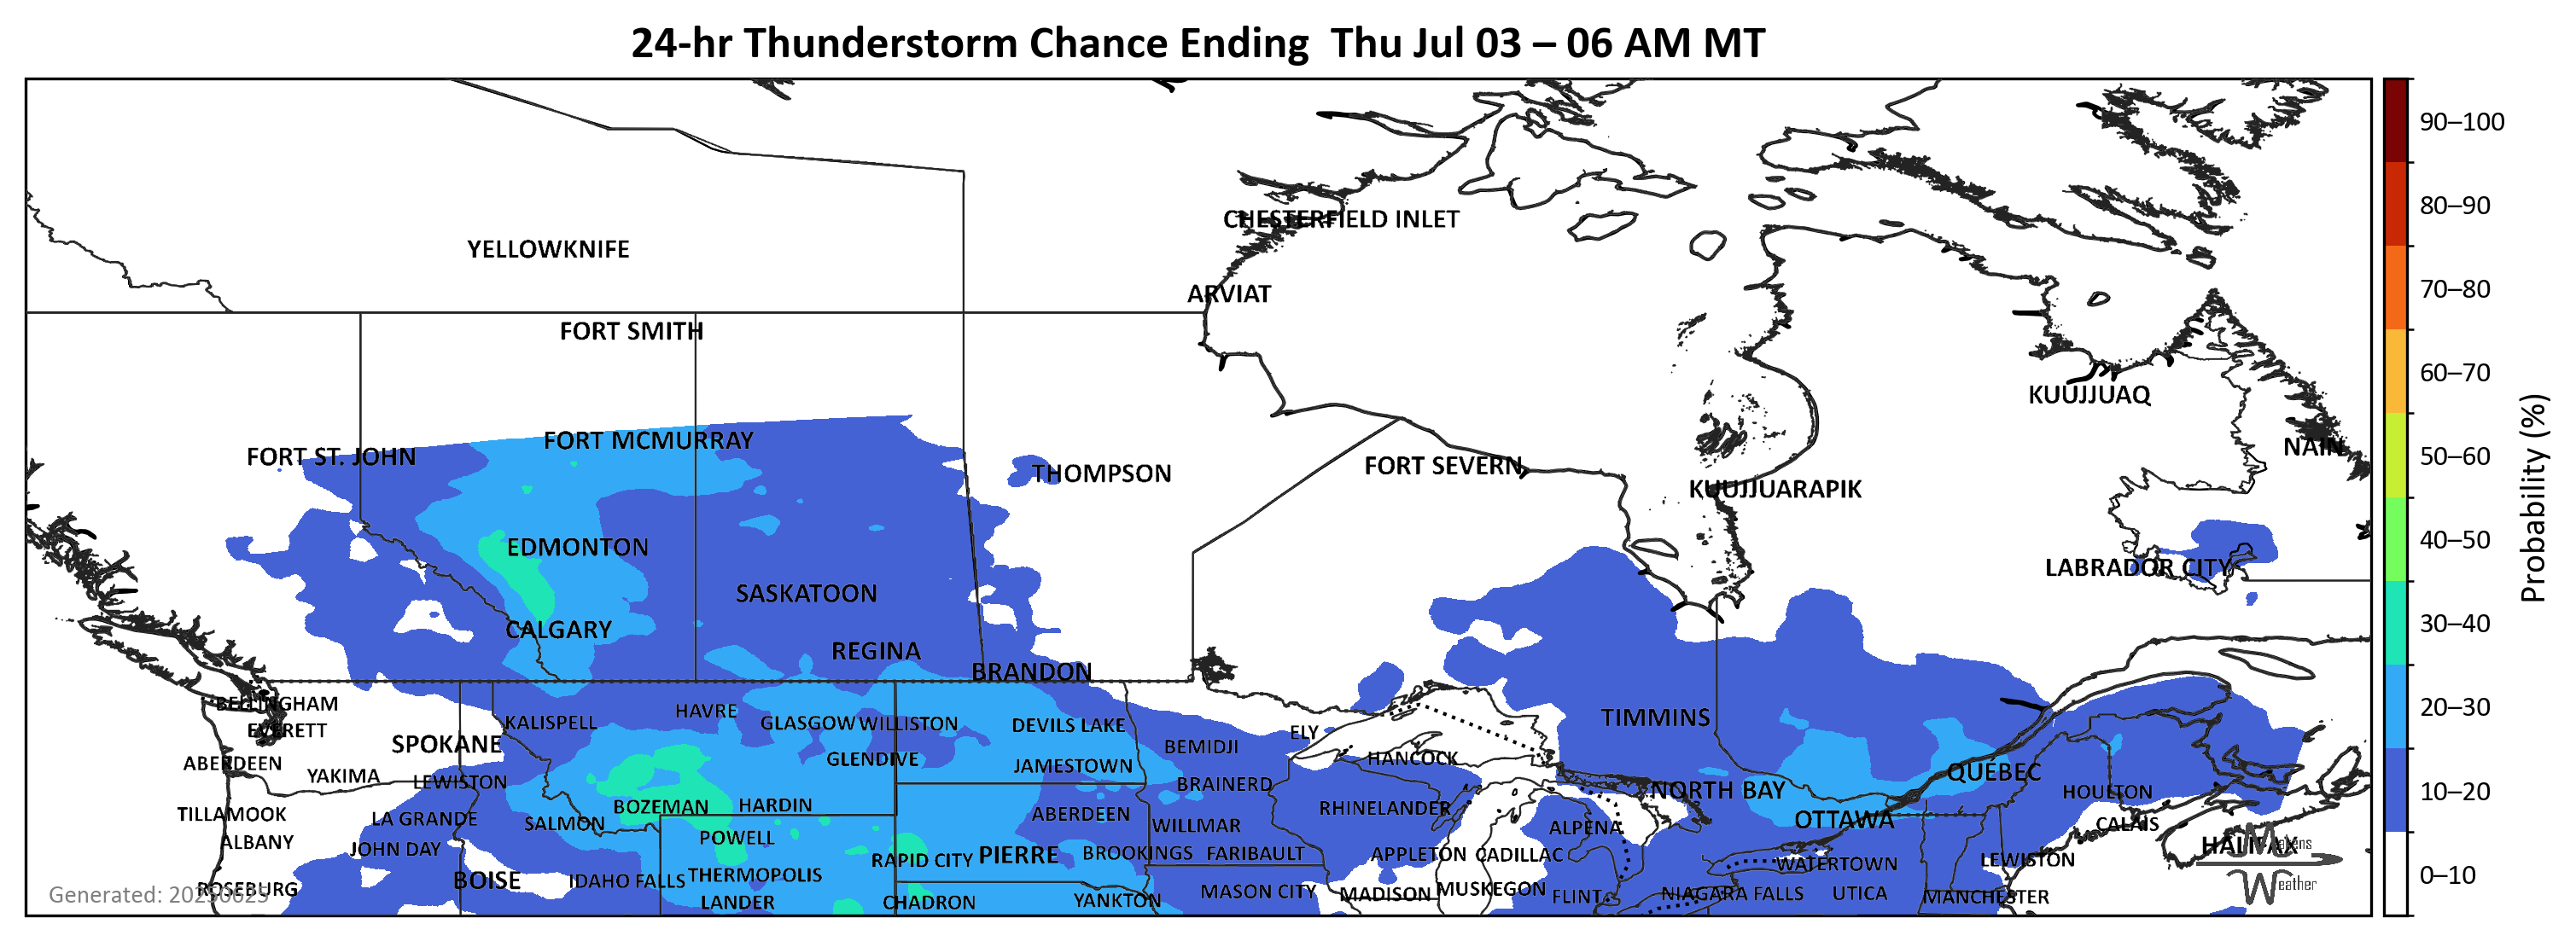 24-hr Thunderstorm Chance Ending  Thu Jul 03 – 06 AM MT
90–100
80–90
70–80
60–70
50–60
40–50
30–40
20–30
10–20
0–10
Probability (%)
CHESTERFIELD INLET
YELLOWKNIFE
ARVIAT
FORT SMITH
KUUJJUAQ
FORT MCMURRAY
NAIN
FORT ST. JOHN
THOMPSON
FORT SEVERN
KUUJJUARAPIK
EDMONTON
LABRADOR CITY
SASKATOON
CALGARY
REGINA
BRANDON
BELLINGHAM
KALISPELL
HAVRE
GLASGOW
WILLISTON
DEVILS LAKE
TIMMINS
EVERETT
SPOKANE
BEMIDJI
ELY
ABERDEEN
YAKIMA
LEWISTON
GLENDIVE
JAMESTOWN
HANCOCK
QUÉBEC
BRAINERD
NORTH BAY
HOULTON
TILLAMOOK
LA GRANDE
SALMON
BOZEMAN
HARDIN
ABERDEEN
WILLMAR
RHINELANDER
ALPENA
OTTAWA
CALAIS
ALBANY
JOHN DAY
POWELL
RAPID CITY
PIERRE
BROOKINGS
FARIBAULT
APPLETON
CADILLAC
WATERTOWN
LEWISTON
HALIFAX
Matens
Weather
ROSEBURG
BOISE
IDAHO FALLS
THERMOPOLIS
LANDER
CHADRON
YANKTON
MASON CITY
MADISON
MUSKEGON
FLINT
NIAGARA FALLS
UTICA
MANCHESTER
Generated: 20250625